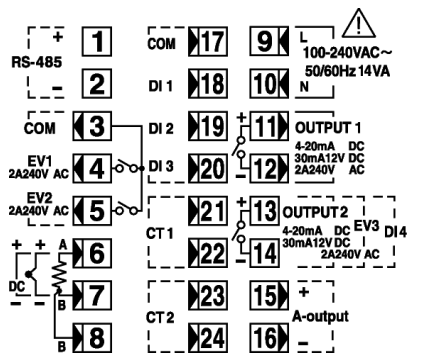 + 1 COM 17 9 L
RS-485 100-240VAC~
50/60Hz 14VA
− 2 DI 1 18 10 N
COM 3 DI 2 19 + 11 OUTPUT 1
4-20mA DC
EV1 30mA12V DC
2A240V AC 4 DI 3 20 − 12 2A240V AC
EV2
2A240V AC 5 21 + 13 OUTPUT2 EV3
CT 1 4-20mA DC DI 4
30mA12V DC
+ + A 6 22 − 14 2A240V AC
DC
− − B 7 23 15 +
CT 2 A-output
B 8 24 16 −